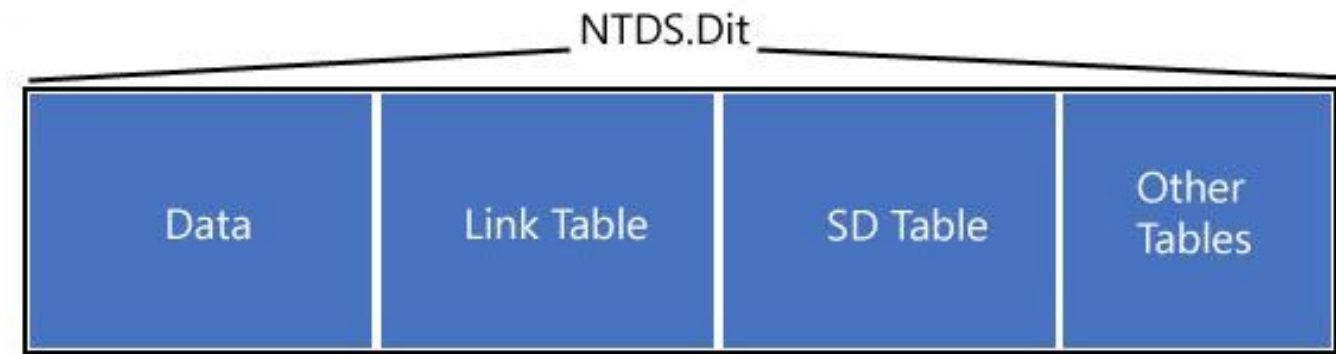 NTDS.Dit
Data
Link Table
SD Table
Other
Tables